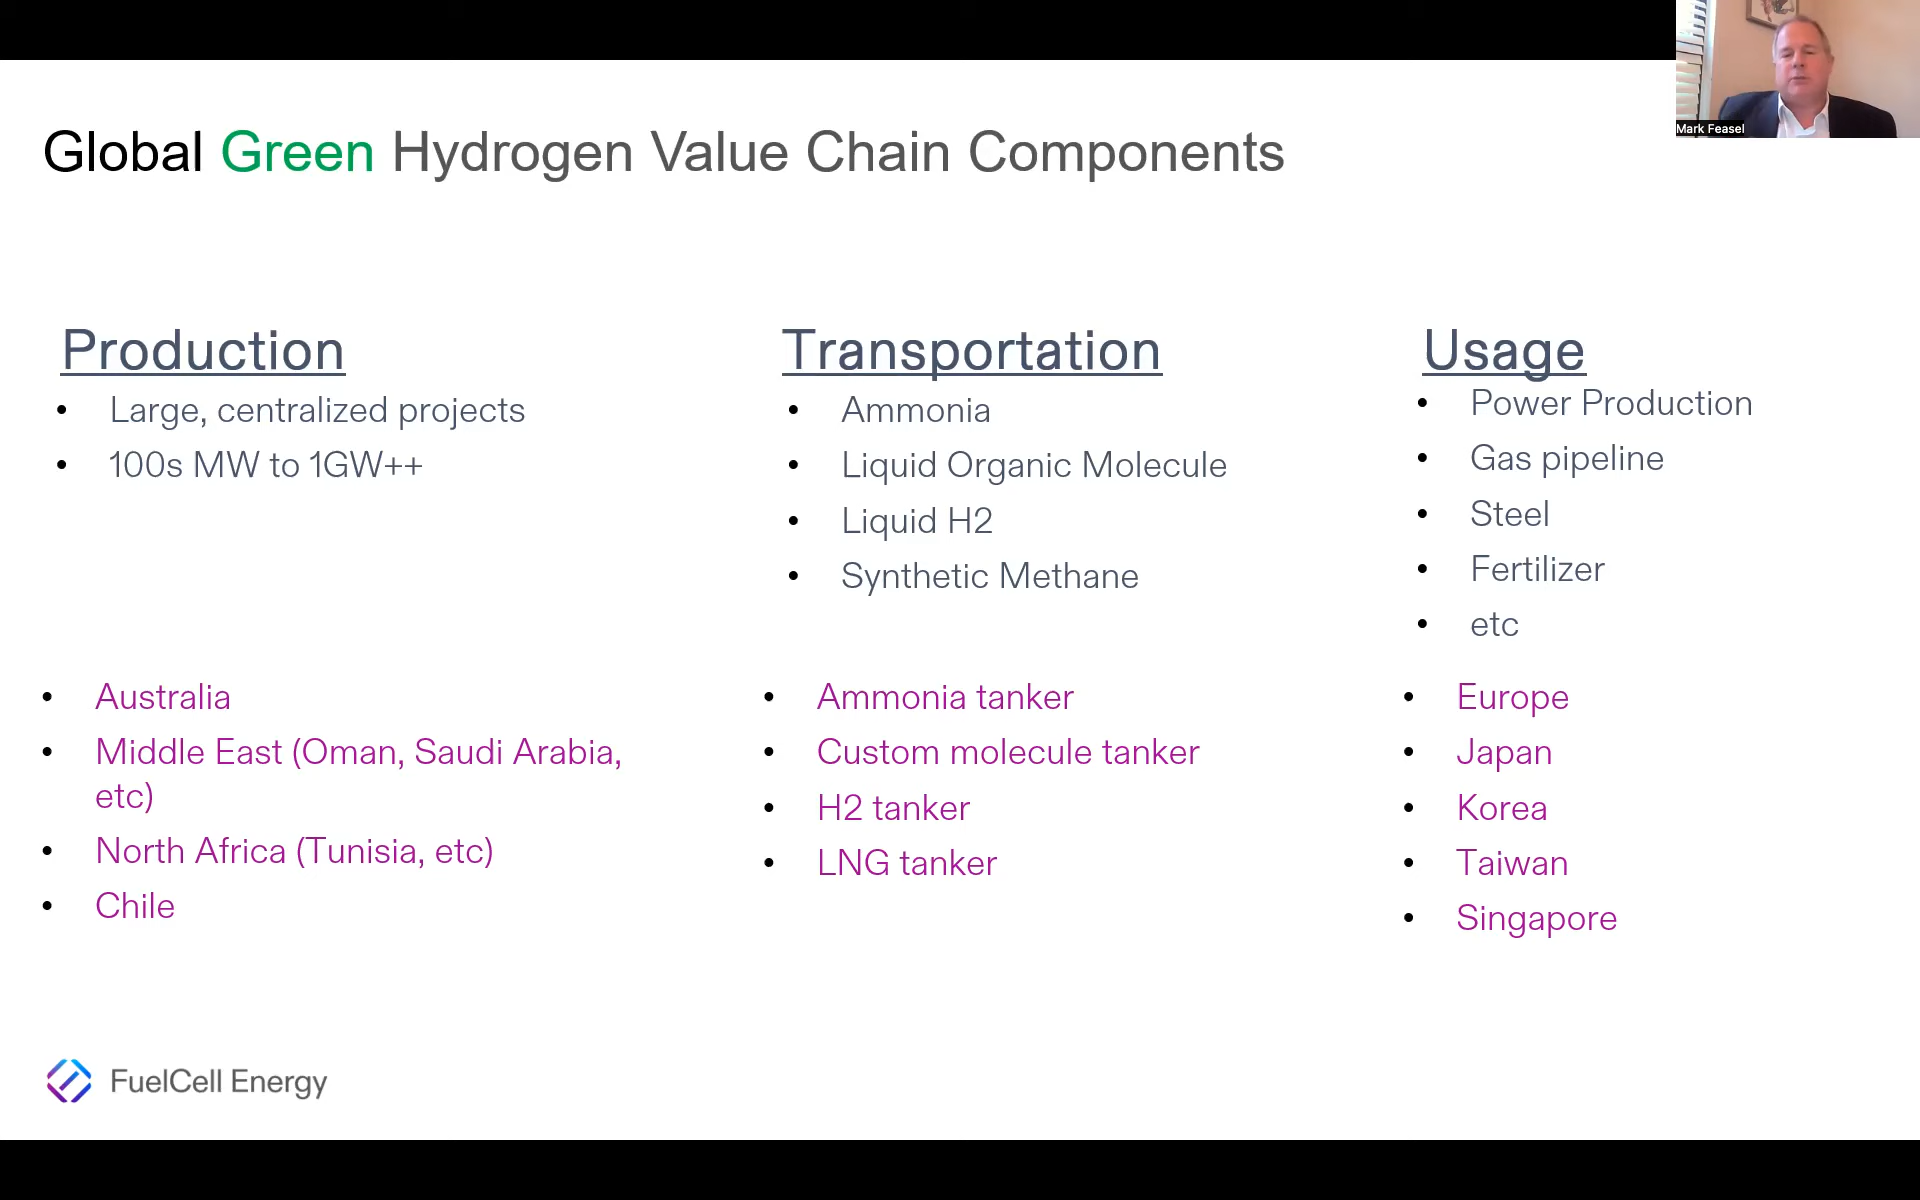 Mark Feasel
Global Green Hydrogen Value Chain Components
Production
• Large, centralized projects
• 100s MW to 1GW++
• Australia
• Middle East (Oman, Saudi Arabia,
etc)
• North Africa (Tunisia, etc)
• Chile
Transportation
• Ammonia
• Liquid Organic Molecule
• Liquid H2
• Synthetic Methane
• Ammonia tanker
• Custom molecule tanker
• H2 tanker
• LNG tanker
Usage
• Power Production
• Gas pipeline
• Steel
• Fertilizer
• etc
• Europe
• Japan
• Korea
• Taiwan
• Singapore
FuelCell Energy